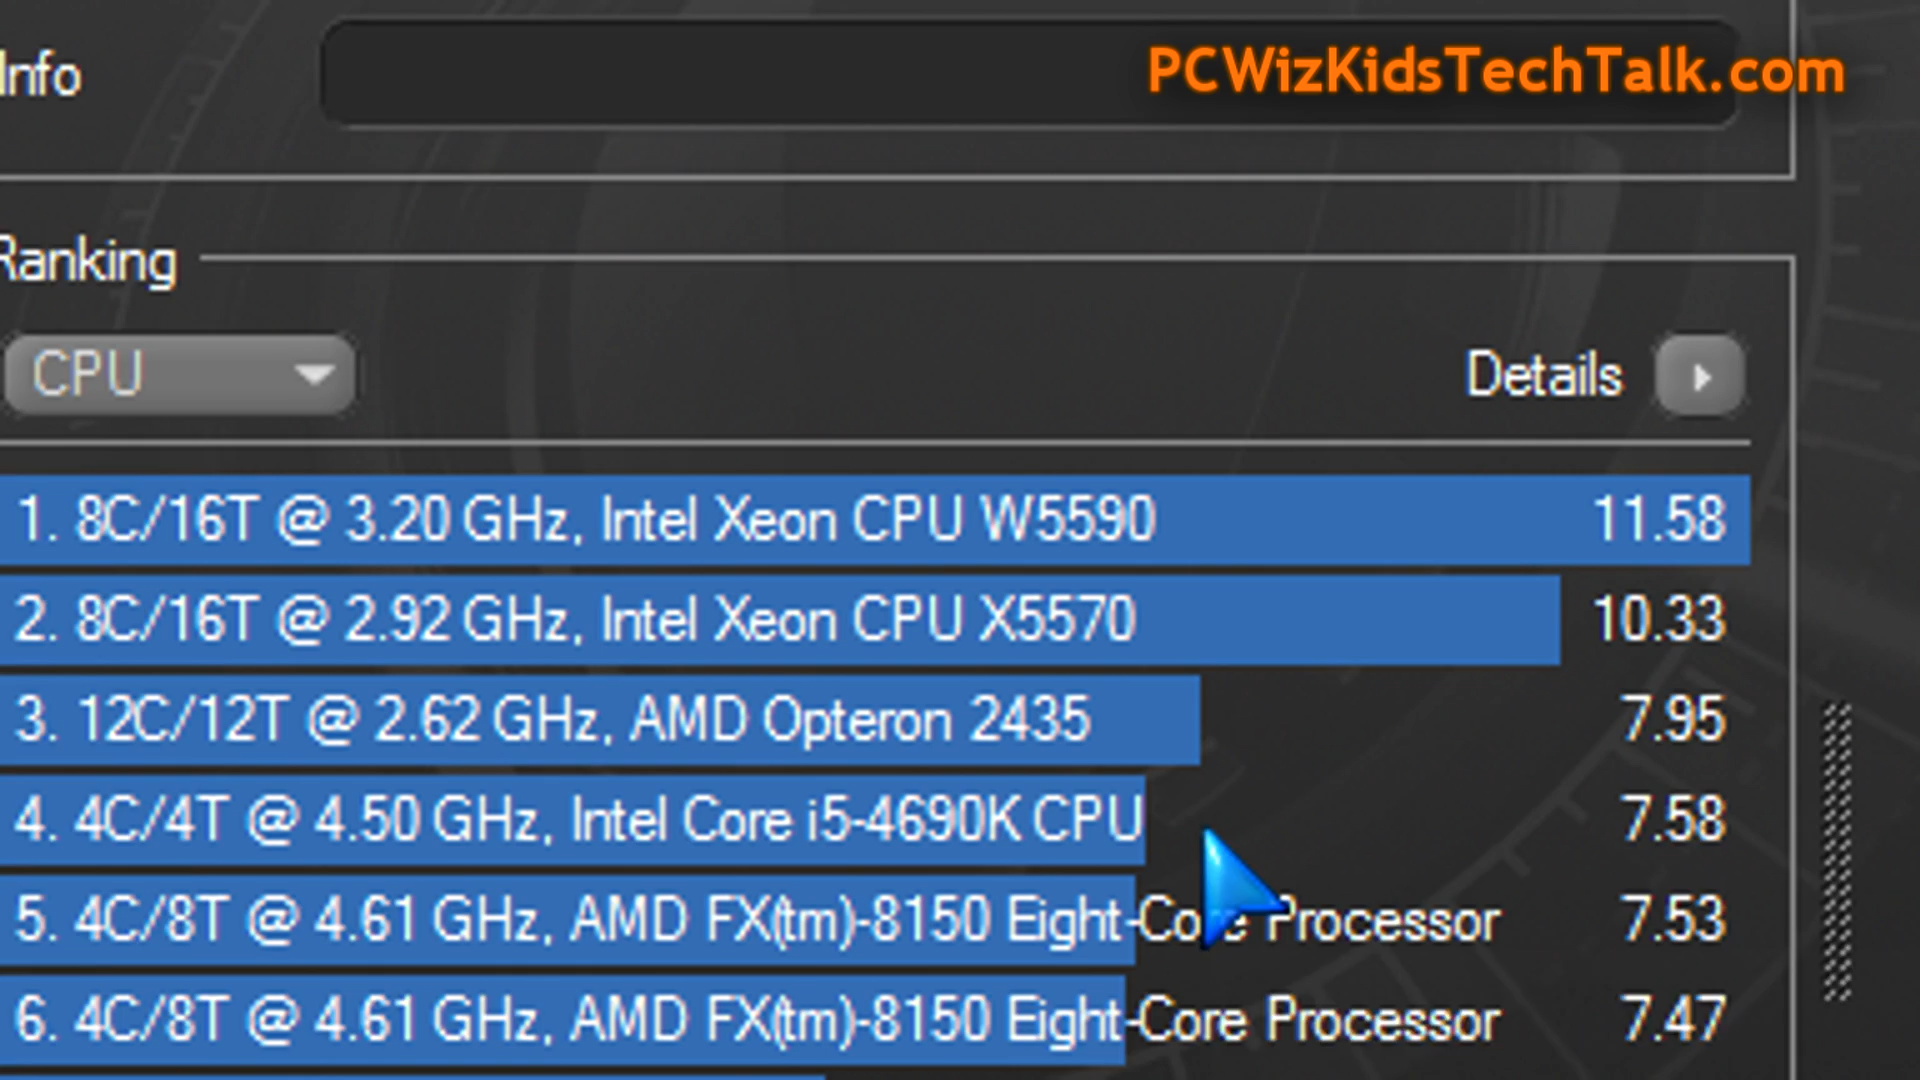 Info
PCWizKidsTechTalk.com
Ranking
CPU
Details
1. 8C/16T @ 3.20 GHz, Intel Xeon CPU W5590 11.58
2. 8C/16T @ 2.92 GHz, Intel Xeon CPU X5570 10.33
3. 12C/12T @ 2.62 GHz, AMD Opteron 2435 7.95
4. 4C/4T @ 4.50 GHz, Intel Core i5-4690K CPU 7.58
5. 4C/8T @ 4.61 GHz, AMD FX(tm)-8150 Eight-Core Processor 7.53
6. 4C/8T @ 4.61 GHz, AMD FX(tm)-8150 Eight-Core Processor 7.47